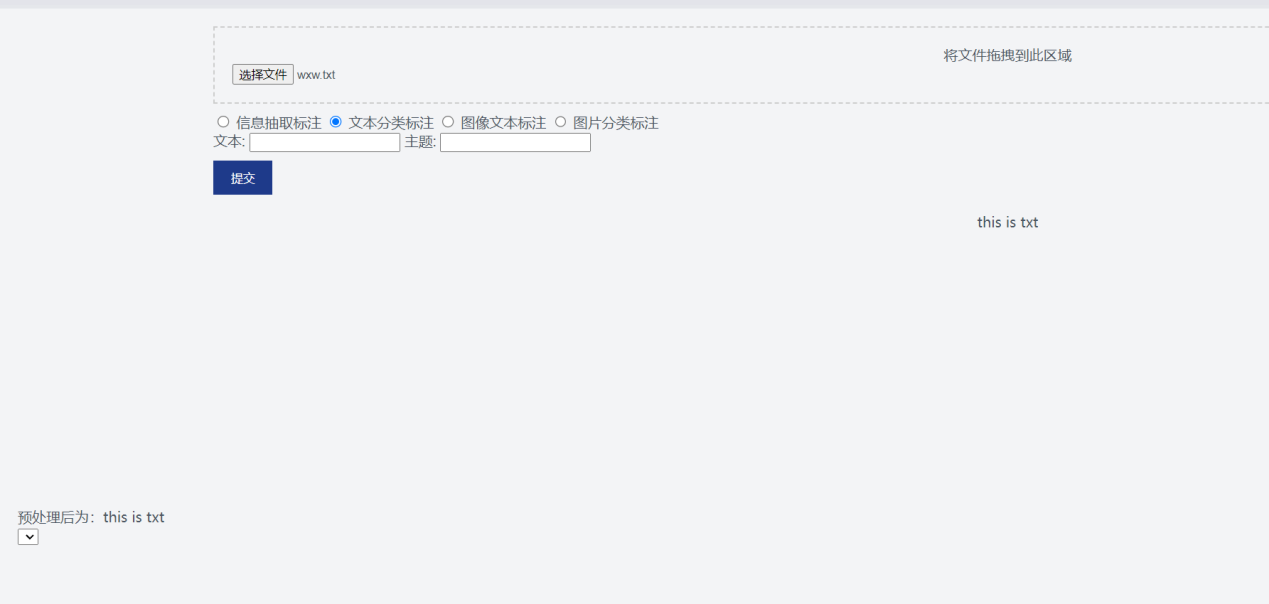 将文件拖拽到此区域
选择文件 wxw.txt
信息抽取标注 文本分类标注 图像文本标注 图片分类标注
文本: 主题:
提交
this is txt
预处理后为：this is txt